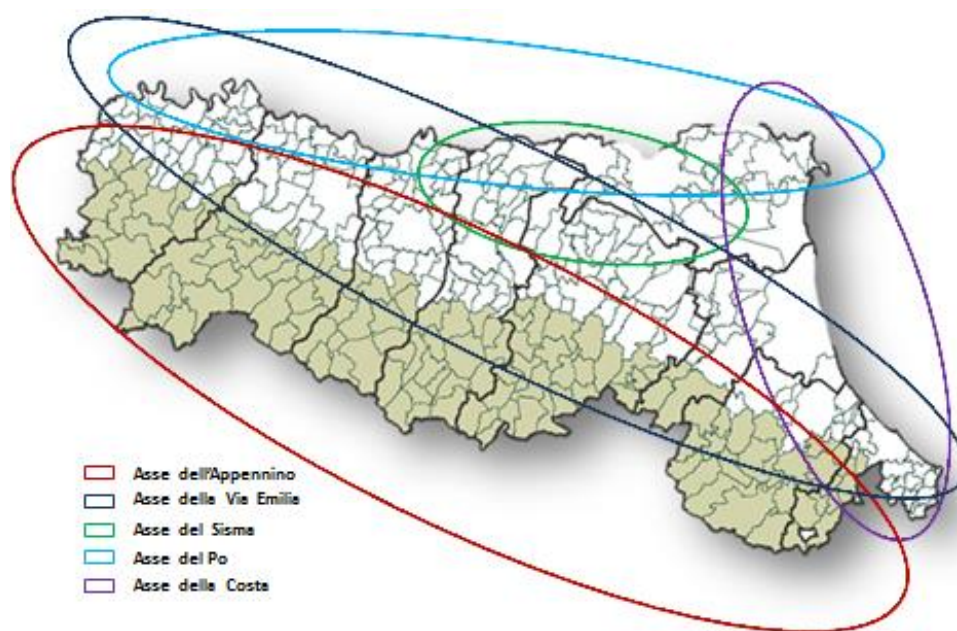 Asse dell'Appennino
Asse della Via Emilia
Asse del Sisma
Asse del Po
Asse della Costa